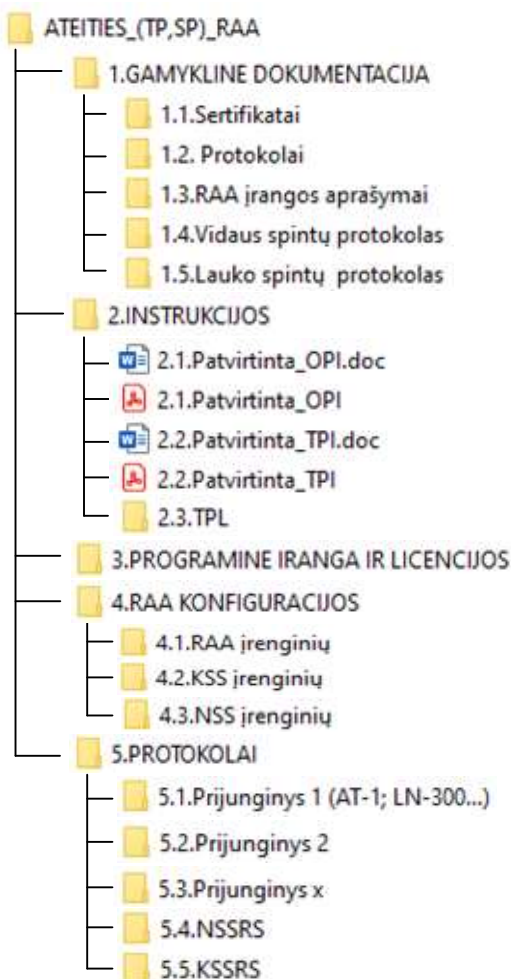 ATEITIES_(TP,SP)_RAA
1.GAMYKLINE DOKUMENTACIJA
1.1.Sertifikatai
1.2. Protokolai
1.3.RAA įrangos aprašymai
1.4.Vidaus spintų protokolas
1.5.Lauko spintų protokolas
2.INSTRUKCIJOS
2.1.Patvirtinta_OPI.doc
2.1.Patvirtinta_OPI
2.2.Patvirtinta_TPI.doc
2.2.Patvirtinta_TPI
2.3.TPL
3.PROGRAMINE IRANGA IR LICENCIJOS
4.RAA KONFIGURACIJOS
4.1.RAA įrenginių
4.2.KSS įrenginių
4.3.NSS įrenginių
5.PROTOKOLAI
5.1.Prijunginys 1 (AT-1; LN-300...)
5.2.Prijunginys 2
5.3.Prijunginys x
5.4.NSSRS
5.5.KSSRS